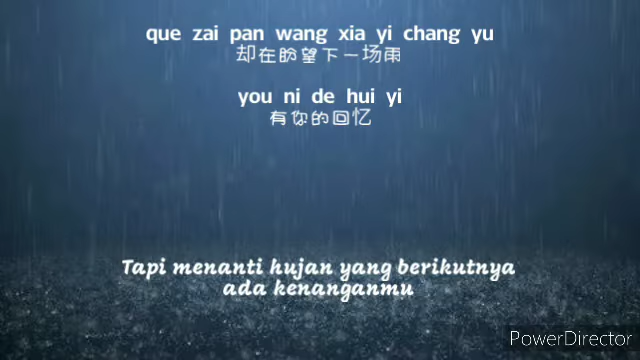 que zai pan wang xia yi chang yu
却在盼望下一场雨
you ni de hui yi
有你的回忆
Tapi menanti hujan yang berikutnya
ada kenanganmu
PowerDirector